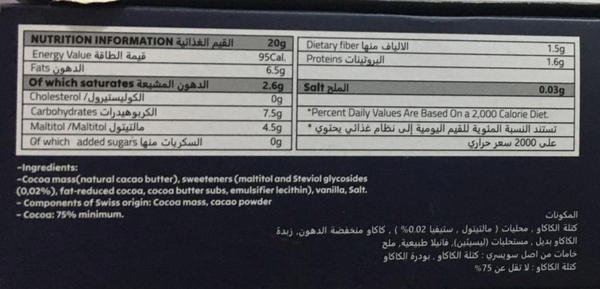 NUTRITION INFORMATION القيم الغذائية 20g
Energy Value قيمة الطاقة 95Cal.
Fats الدهون 6.5g
Of which saturates الدهون المشبعة 2.6g
Cholesterol /الكوليستيرول 0g
Carbohydrates الكربوهيدرات 7.5g
Maltitol /Maltitol مالتيتول 4.5g
Of which added sugars السكريات منها 0g
Dietary fiber الالياف منها 1.5g
Proteins البروتينات 1.6g
Salt الملح 0.03g
*Percent Daily Values Are Based On a 2,000 Calorie Diet.
* تستند النسبة المئوية للقيم اليومية إلى نظام غذائي يحتوي
على 2000 سعر حراري
-Ingredients:
-Cocoa mass(natural cacao butter), sweeteners (maltitol and Steviol glycosides
(0,02%), fat-reduced cocoa, cocoa butter subs, emulsifier lecithin), vanilla, Salt.
- Components of Swiss origin: Cocoa mass, cacao powder
- Cocoa: 75% minimum.
المكونات
كتلة الكاكاو , محليات ( مالتيتول , ستيفيا 0.02% ) , كاكاو منخفضة الدهون, زبدة
الكاكاو بديل , مستحلبات (ليسيثين), فانيلا طبيعية, ملح
خامات من اصل سويسري : كتلة الكاكاو , بودرة الكاكاو
كتلة الكاكاو : لا تقل عن 75%